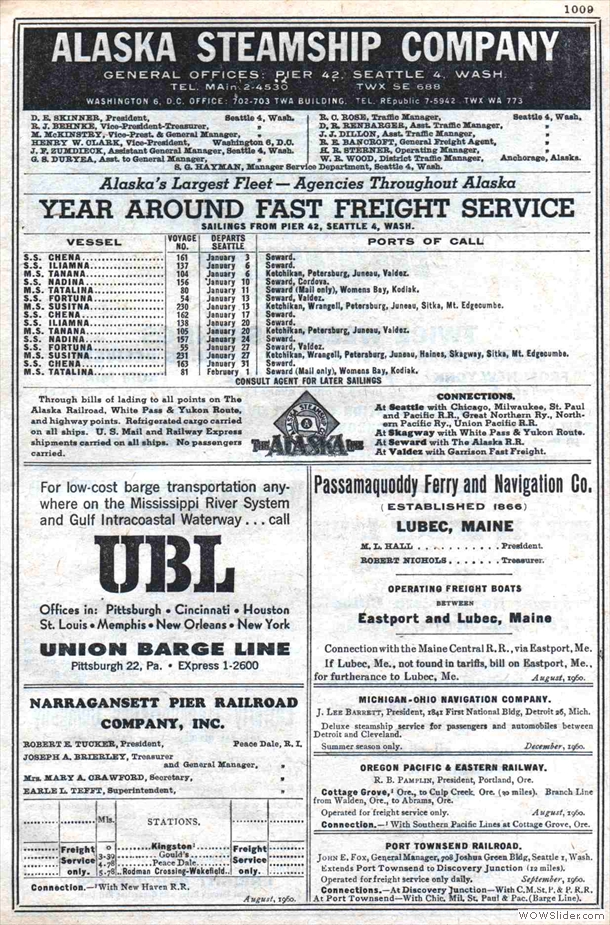 1009
ALASKA STEAMSHIP COMPANY
GENERAL OFFICES: PIER 42, SEATTLE 4, WASH.
TEL. MAin 2-4530 TWX SE 688
WASHINGTON 6, D.C. OFFICE: 702-703 TWA BUILDING, TEL. REpublic 7-5942 TWX WA 773
D. E. SKINNER, President, Seattle 4, Wash.
R. J. BEHNKE, Vice-President-Treasurer, "
M. McKINSTRY, Vice-Prest. & General Manager, "
HENRY W. CLARK, Vice-President, Washington 6, D.C.
J. F. ZUMDIECK, Assistant General Manager, Seattle 4, Wash.
G. S. DURYEA, Asst. to General Manager, "
R. C. ROSE, Traffic Manager, Seattle 4, Wash.
D. R. RENBARGER, Asst. Traffic Manager, "
J. J. DILLON, Asst. Traffic Manager, "
R. E. BANCROFT, General Freight Agent, "
H. R. STERNER, Operating Manager, "
W. R. WOOD, District Traffic Manager, Anchorage, Alaska.
S. G. HAYMAN, Manager Service Department, Seattle 4, Wash.
Alaska's Largest Fleet — Agencies Throughout Alaska
YEAR AROUND FAST FREIGHT SERVICE
SAILINGS FROM PIER 42, SEATTLE 4, WASH.
VESSEL VOYAGE NO. DEPARTS SEATTLE PORTS OF CALL
S.S. CHENA 161 January 3 Seward.
S.S. ILIAMNA 137 January 6 Seward.
M.S. TANANA 104 January 6 Ketchikan, Petersburg, Juneau, Valdez.
S.S. NADINA 156 January 10 Seward, Cordova.
M.S. TATALINA 80 January 11 Seward (Mail only), Womens Bay, Kodiak.
S.S. FORTUNA 54 January 13 Seward, Valdez.
M.S. SUSITNA 230 January 13 Ketchikan, Wrangell, Petersburg, Juneau, Sitka, Mt. Edgecumbe.
S.S. CHENA 162 January 17 Seward.
S.S. ILIAMNA 138 January 20 Seward.
M.S. TANANA 105 January 20 Ketchikan, Petersburg, Juneau, Valdez.
S.S. NADINA 157 January 24 Seward.
S.S. FORTUNA 55 January 27 Seward, Valdez.
M.S. SUSITNA 231 January 27 Ketchikan, Wrangell, Petersburg, Juneau, Haines, Skagway, Sitka, Mt. Edgecumbe.
S.S. CHENA 163 January 31 Seward.
M.S. TATALINA 81 February 1 Seward (Mail only), Womens Bay, Kodiak.
CONSULT AGENT FOR LATER SAILINGS
Through bills of lading to all points on The
Alaska Railroad, White Pass & Yukon Route,
and highway points. Refrigerated cargo carried
on all ships. U. S. Mail and Railway Express
shipments carried on all ships. No passengers
carried.
ALASKA STEAMSHIP
A
THE ALASKA LINE
CONNECTIONS.
At Seattle with Chicago, Milwaukee, St. Paul
and Pacific R.R., Great Northern Ry., North-
ern Pacific Ry., Union Pacific R.R.
At Skagway with White Pass & Yukon Route.
At Seward with The Alaska R.R.
At Valdez with Garrison Fast Freight.
For low-cost barge transportation any-
where on the Mississippi River System
and Gulf Intracoastal Waterway . . . call
UBL
Offices in: Pittsburgh • Cincinnati • Houston
St. Louis • Memphis • New Orleans • New York
UNION BARGE LINE
Pittsburgh 22, Pa. • EXpress 1-2600
Passamaquoddy Ferry and Navigation Co.
(ESTABLISHED 1866)
LUBEC, MAINE
M. L. HALL . . . . . . . . . . . President.
ROBERT NICHOLS . . . . . . . Treasurer.
OPERATING FREIGHT BOATS
BETWEEN
Eastport and Lubec, Maine
Connection with the Maine Central R.R., via Eastport, Me.
If Lubec, Me., not found in tariffs, bill on Eastport, Me.,
for furtherance to Lubec, Me. August, 1960.
NARRAGANSETT PIER RAILROAD
COMPANY, INC.
ROBERT E. TUCKER, President, Peace Dale, R. I.
JOSEPH A. BRIERLEY, Treasurer
and General Manager, "
Mrs. MARY A. CRAWFORD, Secretary, "
EARLE L. TEFFT, Superintendent, "
Mls. STATIONS.
Freight Service only. Freight Service only.
0 Kingston¹
3.39 Gould's
4.78 Peace Dale
5.78 Rodman Crossing-Wakefield
Connection.—¹With New Haven R.R.
August, 1960.
MICHIGAN-OHIO NAVIGATION COMPANY.
J. LEE BARRETT, President, 1841 First National Bldg, Detroit 26, Mich.
Deluxe steamship service for passengers and automobiles between
Detroit and Cleveland.
Summer season only. December, 1960.
OREGON PACIFIC & EASTERN RAILWAY.
R. B. PAMPLIN, President, Portland, Ore.
Cottage Grove,¹ Ore., to Culp Creek, Ore. (20 miles). Branch Line
from Walden, Ore., to Abrams, Ore.
Operated for freight service only. August, 1960.
Connection.—¹ With Southern Pacific Lines at Cottage Grove, Ore.
PORT TOWNSEND RAILROAD.
JOHN E. FOX, General Manager, 708 Joshua Green Bldg, Seattle 1, Wash.
Extends Port Townsend to Discovery Junction (12 miles).
Operated for freight service only daily. September, 1960.
Connections.—At Discovery Junction—With C.M.St.P. & P.R.R.
At Port Townsend—With Chic. Mil. St. Paul & Pac. (Barge Line).
WOWSlider.com